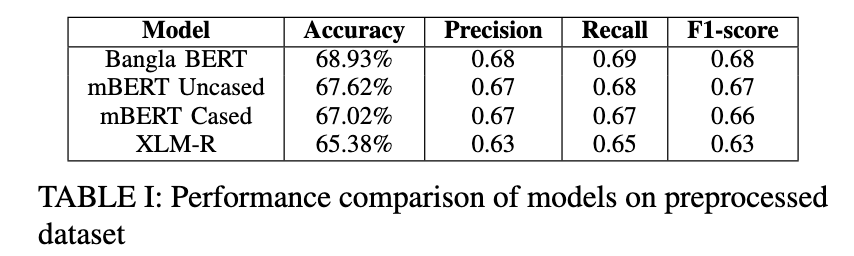 Model Accuracy Precision Recall F1-score
Bangla BERT 68.93% 0.68 0.69 0.68
mBERT Uncased 67.62% 0.67 0.68 0.67
mBERT Cased 67.02% 0.67 0.67 0.66
XLM-R 65.38% 0.63 0.65 0.63
TABLE I: Performance comparison of models on preprocessed
dataset